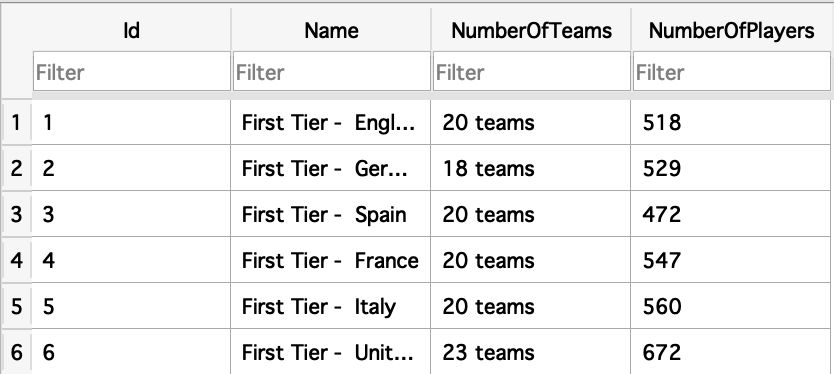 Id Name NumberOfTeams NumberOfPlayers
Filter Filter Filter Filter
1 1 First Tier -  Engl... 20 teams 518
2 2 First Tier -  Ger... 18 teams 529
3 3 First Tier -  Spain 20 teams 472
4 4 First Tier -  France 20 teams 547
5 5 First Tier -  Italy 20 teams 560
6 6 First Tier -  Unit... 23 teams 672